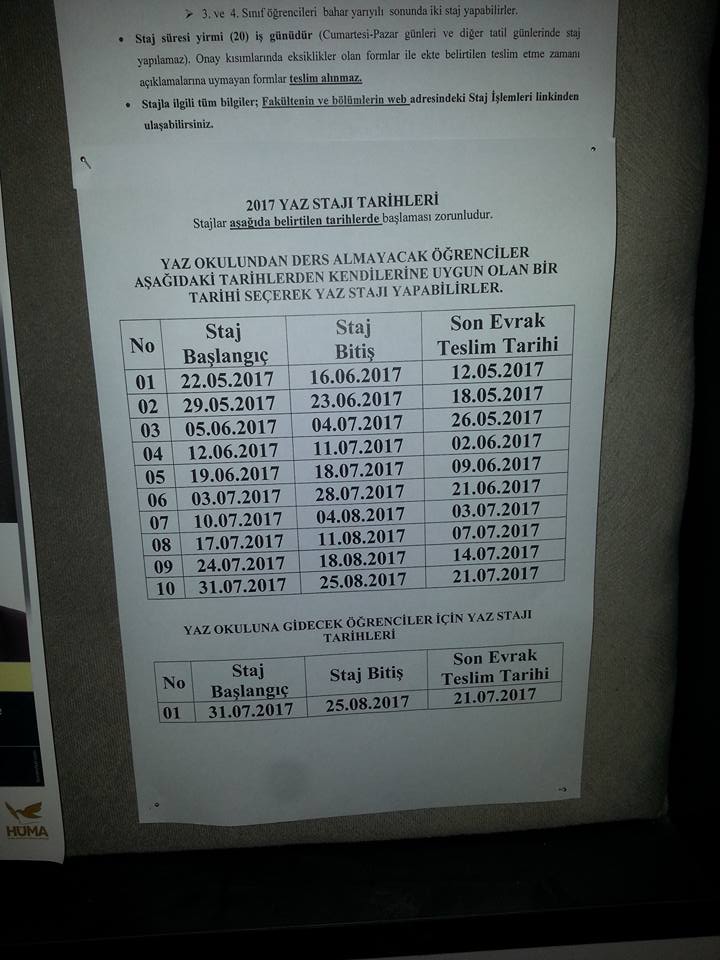 ➢ 3. ve 4. Sınıf öğrencileri bahar yarıyılı sonunda iki staj yapabilirler.
• Staj süresi yirmi (20) iş günüdür (Cumartesi-Pazar günleri ve diğer tatil günlerinde staj
yapılamaz). Onay kısımlarında eksiklikler olan formlar ile ekte belirtilen teslim etme zamanı
açıklamalarına uymayan formlar teslim alınmaz.
• Stajla ilgili tüm bilgiler; Fakültenin ve bölümlerin web adresindeki Staj İşlemleri linkinden
ulaşabilirsiniz.
2017 YAZ STAJI TARİHLERİ
Stajlar aşağıda belirtilen tarihlerde başlaması zorunludur.
YAZ OKULUNDAN DERS ALMAYACAK ÖĞRENCİLER
AŞAĞIDAKİ TARİHLERDEN KENDİLERİNE UYGUN OLAN BİR
TARİHİ SEÇEREK YAZ STAJI YAPABİLİRLER.
No Staj Başlangıç Staj Bitiş Son Evrak Teslim Tarihi
01 22.05.2017 16.06.2017 12.05.2017
02 29.05.2017 23.06.2017 18.05.2017
03 05.06.2017 04.07.2017 26.05.2017
04 12.06.2017 11.07.2017 02.06.2017
05 19.06.2017 18.07.2017 09.06.2017
06 03.07.2017 28.07.2017 21.06.2017
07 10.07.2017 04.08.2017 03.07.2017
08 17.07.2017 11.08.2017 07.07.2017
09 24.07.2017 18.08.2017 14.07.2017
10 31.07.2017 25.08.2017 21.07.2017
YAZ OKULUNA GİDECEK ÖĞRENCİLER İÇİN YAZ STAJI
TARİHLERİ
No Staj Başlangıç Staj Bitiş Son Evrak Teslim Tarihi
01 31.07.2017 25.08.2017 21.07.2017
HÜMA